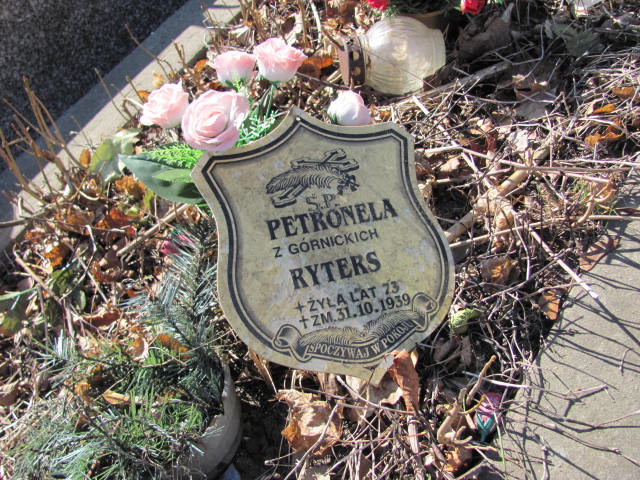 Ś.P.
PETRONELA
Z GÓRNICKICH
RYTERS
†ŻYŁA LAT 73
†ZM.31.10.1939
SPOCZYWAJ W POKOJU